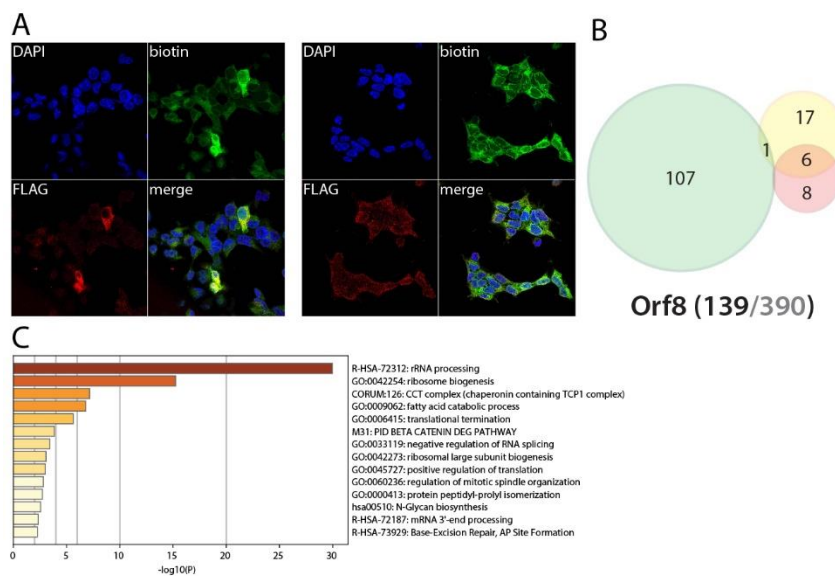 A
DAPI
biotin
FLAG
merge
DAPI
biotin
FLAG
merge
B
107
1
17
6
8
Orf8 (139/390)
C
R-HSA-72312: rRNA processing
GO:0042254: ribosome biogenesis
CORUM:126: CCT complex (chaperonin containing TCP1 complex)
GO:0009062: fatty acid catabolic process
GO:0006415: translational termination
M31: PID BETA CATENIN DEG PATHWAY
GO:0033119: negative regulation of RNA splicing
GO:0042273: ribosomal large subunit biogenesis
GO:0045727: positive regulation of translation
GO:0060236: regulation of mitotic spindle organization
GO:0000413: protein peptidyl-prolyl isomerization
hsa00510: N-Glycan biosynthesis
R-HSA-72187: mRNA 3'-end processing
R-HSA-73929: Base-Excision Repair, AP Site Formation
0 5 10 15 20 25 30
-log10(P)